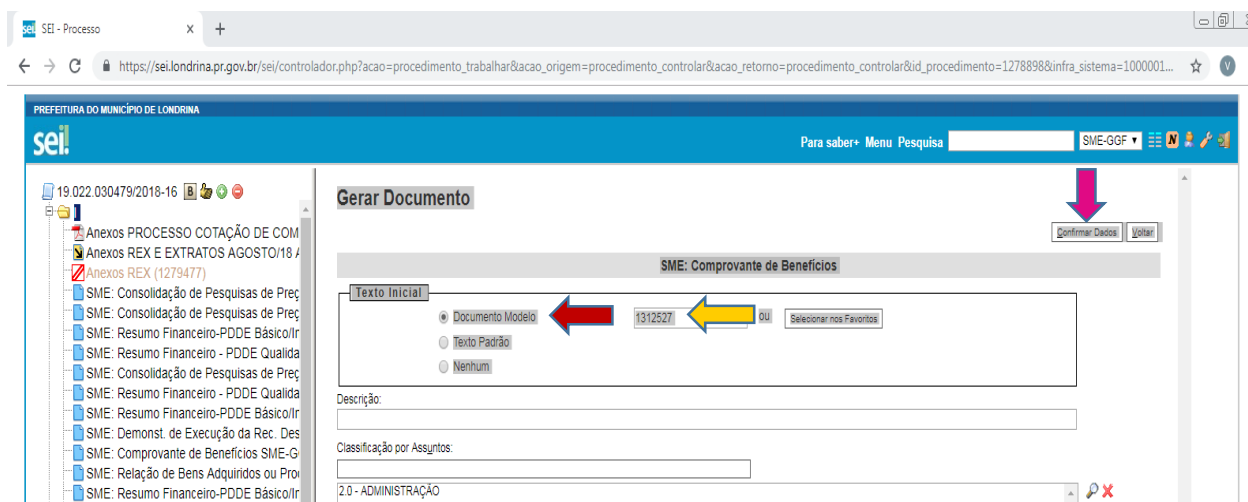 sei! SEI - Processo
https://sei.londrina.pr.gov.br/sei/controlador.php?acao=procedimento_trabalhar&acao_origem=procedimento_controlar&acao_retorno=procedimento_controlar&id_procedimento=1278898&infra_sistema=1000001... V
PREFEITURA DO MUNICÍPIO DE LONDRINA
sei!
Para saber+ Menu Pesquisa SME-GGF N
19.022.030479/2018-16 B
Gerar Documento
Anexos PROCESSO COTAÇÃO DE COM
Confirmar Dados Voltar
Anexos REX E EXTRATOS AGOSTO/18 A
Anexos REX (1279477)
SME: Comprovante de Benefícios
SME: Consolidação de Pesquisas de Preç
Texto Inicial
SME: Consolidação de Pesquisas de Preç
Documento Modelo 1312527 ou Selecionar nos Favoritos
SME: Resumo Financeiro-PDDE Básico/Ir
Texto Padrão
SME: Resumo Financeiro - PDDE Qualida
Nenhum
SME: Consolidação de Pesquisas de Preç
SME: Resumo Financeiro - PDDE Qualida
Descrição:
SME: Resumo Financeiro-PDDE Básico/Ir
SME: Demonst. de Execução da Rec. Des
Classificação por Assuntos:
SME: Comprovante de Benefícios SME-G
SME: Relação de Bens Adquiridos ou Pro
SME: Resumo Financeiro-PDDE Básico/Ir
2.0 - ADMINISTRAÇÃO